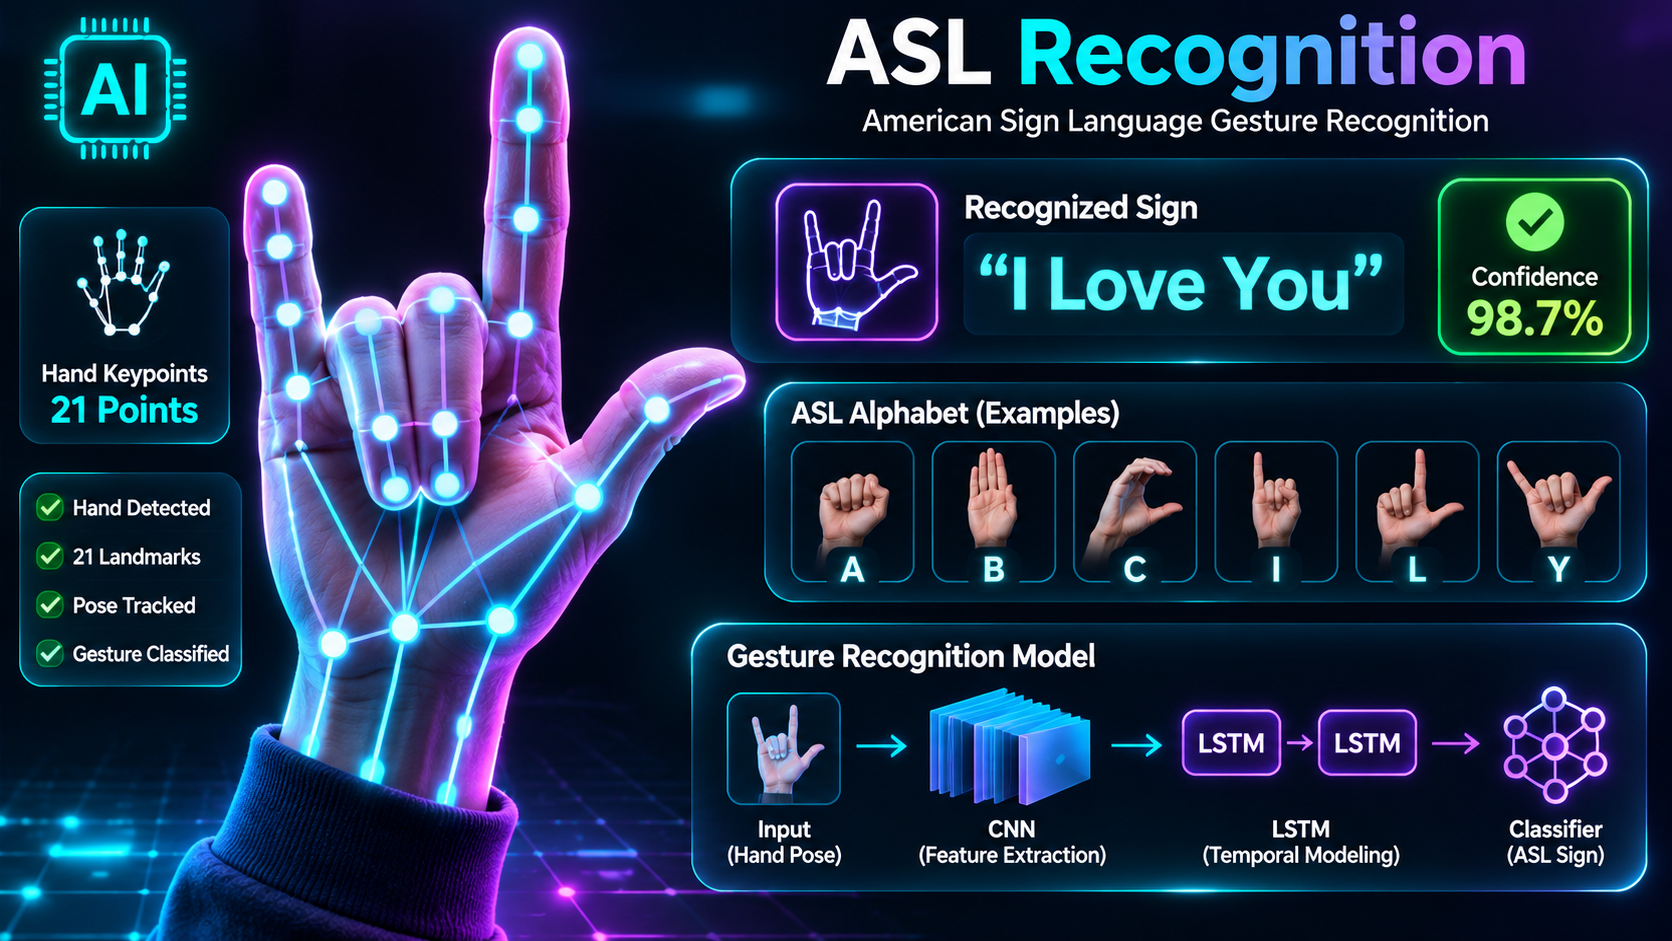 AI
ASL Recognition
American Sign Language Gesture Recognition
Hand Keypoints
21 Points
Hand Detected
21 Landmarks
Pose Tracked
Gesture Classified
Recognized Sign
“I Love You”
Confidence
98.7%
ASL Alphabet (Examples)
A B C I L Y
Gesture Recognition Model
LSTM LSTM
Input
(Hand Pose)
CNN
(Feature Extraction)
LSTM
(Temporal Modeling)
Classifier
(ASL Sign)